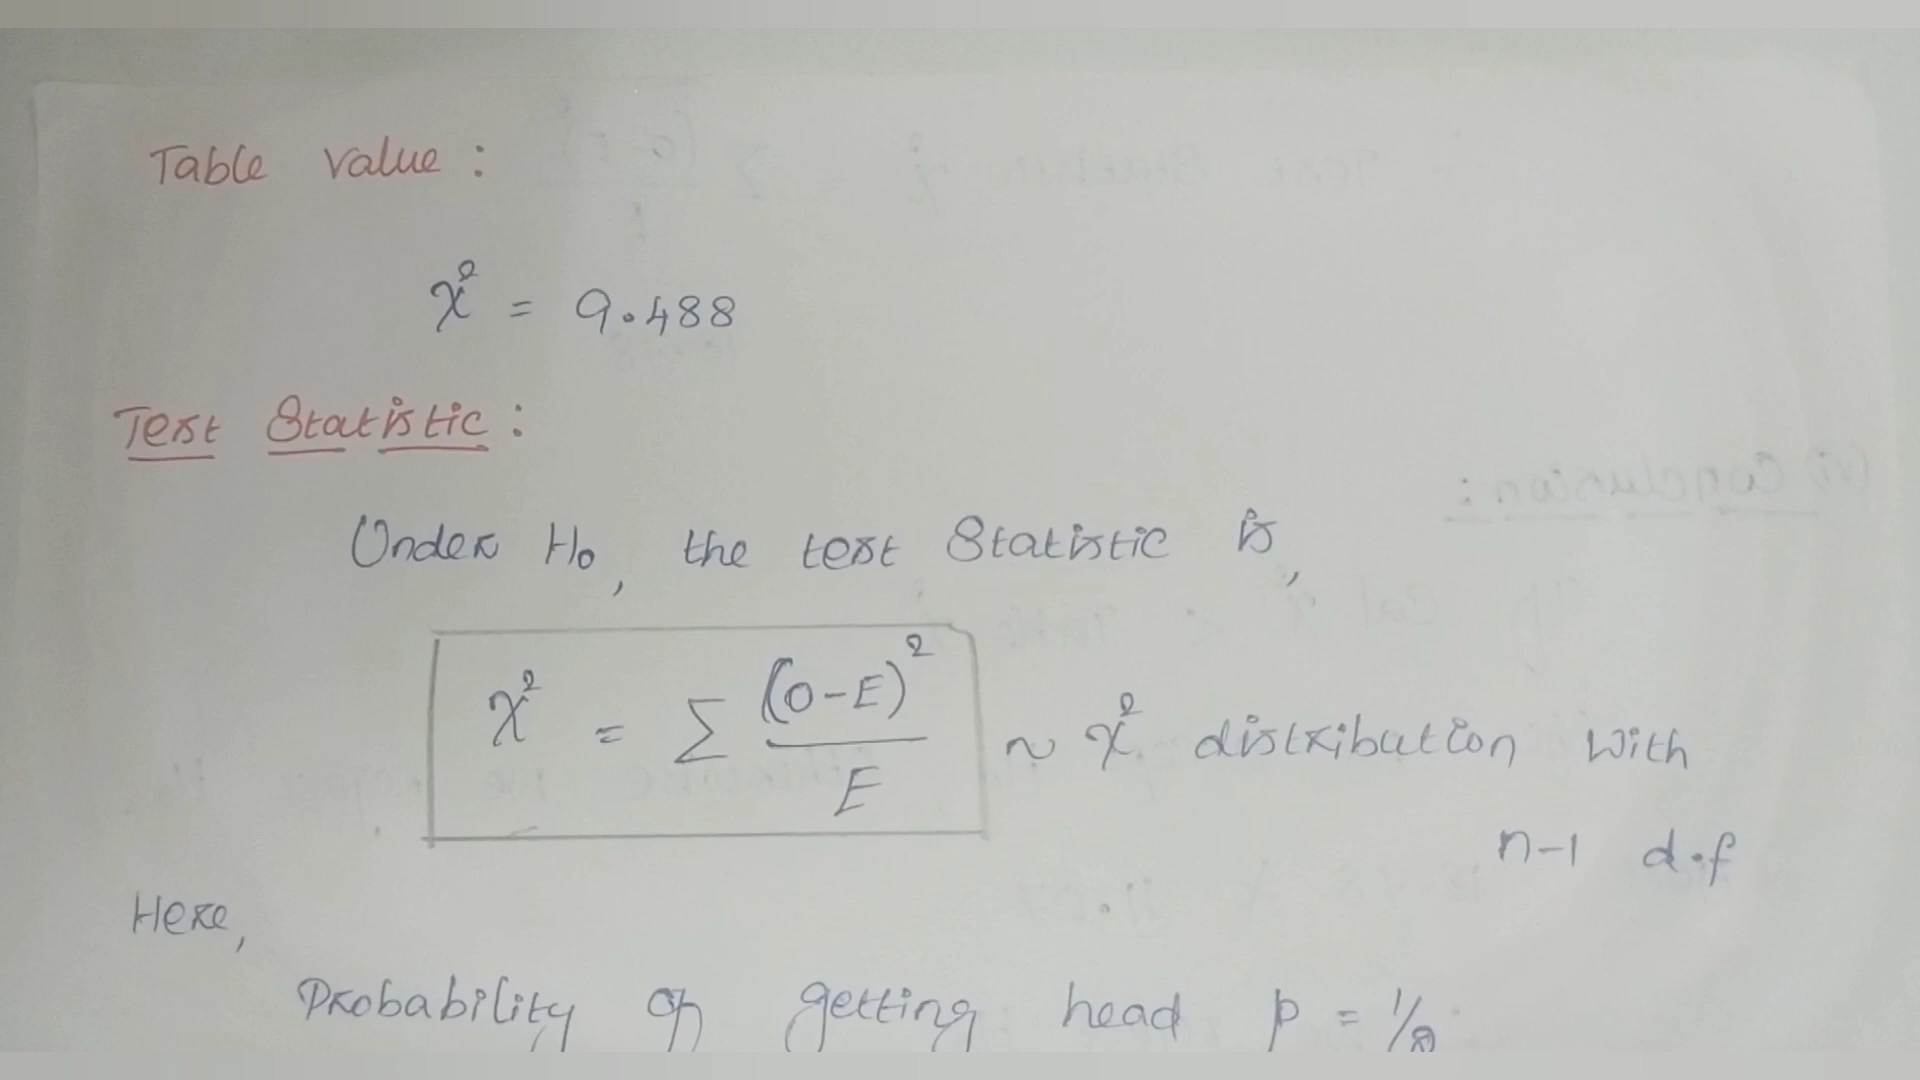 Table value :
χ² = 9.488
Test Statistic :
Under H₀, the test Statistic is,
χ² = Σ (O-E)² / E ~ χ² distribution with
n-1 d.f
Here,
Probability of getting head p = 1/2